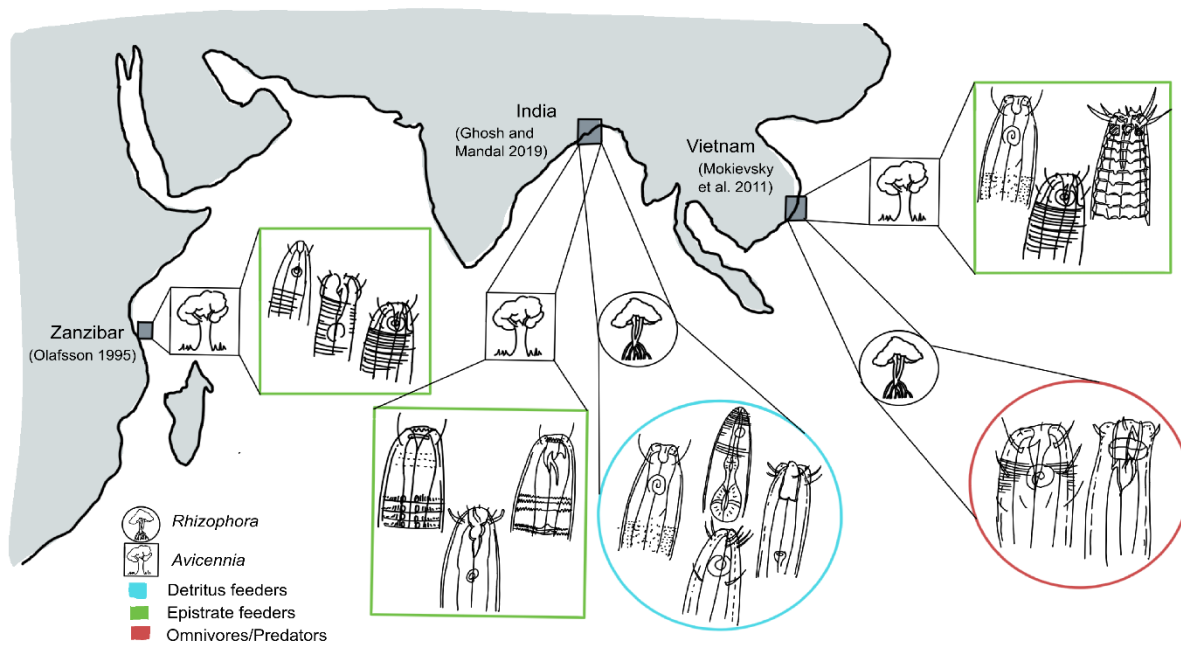 India
(Ghosh and
Mandal 2019)
Vietnam
(Mokievsky
et al. 2011)
Zanzibar
(Olafsson 1995)
Rhizophora
Avicennia
Detritus feeders
Epistrate feeders
Omnivores/Predators